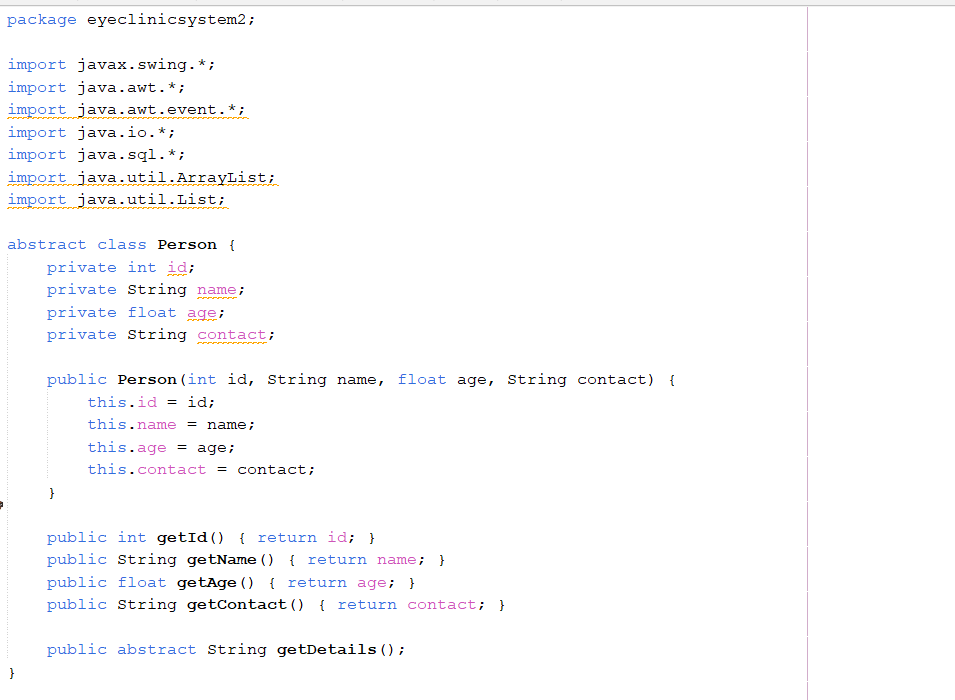 package eyeclinicsystem2;
import javax.swing.*;
import java.awt.*;
import java.awt.event.*;
import java.io.*;
import java.sql.*;
import java.util.ArrayList;
import java.util.List;
abstract class Person {
    private int id;
    private String name;
    private float age;
    private String contact;
    public Person(int id, String name, float age, String contact) {
        this.id = id;
        this.name = name;
        this.age = age;
        this.contact = contact;
    }
    public int getId() { return id; }
    public String getName() { return name; }
    public float getAge() { return age; }
    public String getContact() { return contact; }
    public abstract String getDetails();
}